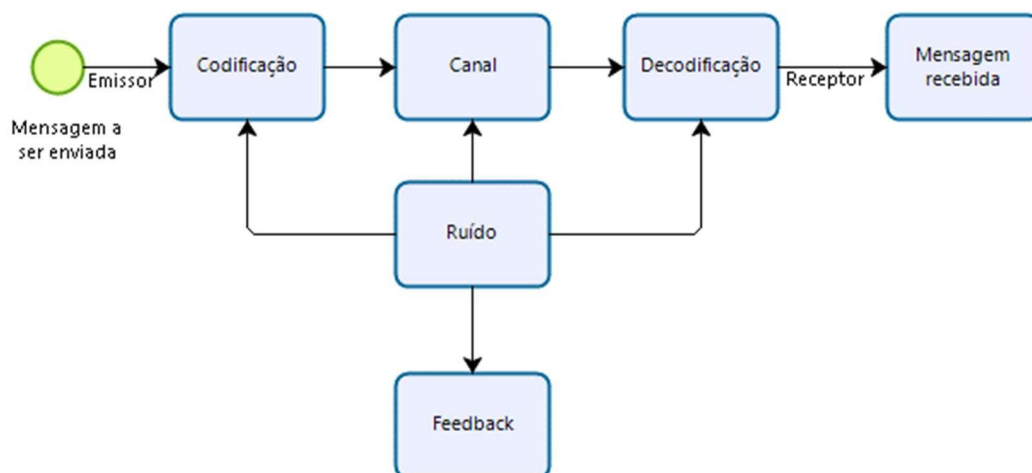 Codificação
Canal
Decodificação
Mensagem
recebida
Emissor
Receptor
Mensagem a
ser enviada
Ruído
Feedback